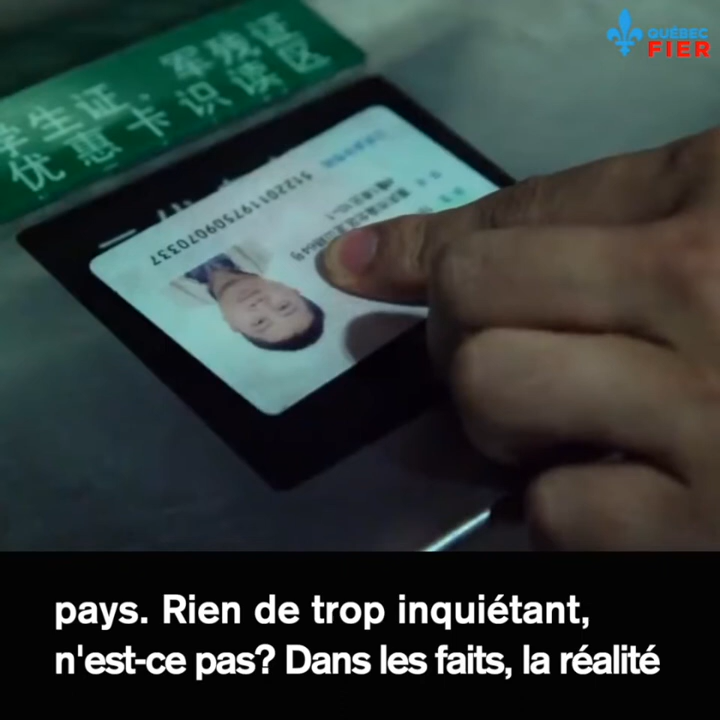 QUÉBEC
FIER
学生证、军残证
优惠卡识读区
512201197509070337
pays. Rien de trop inquiétant,
n'est-ce pas? Dans les faits, la réalité